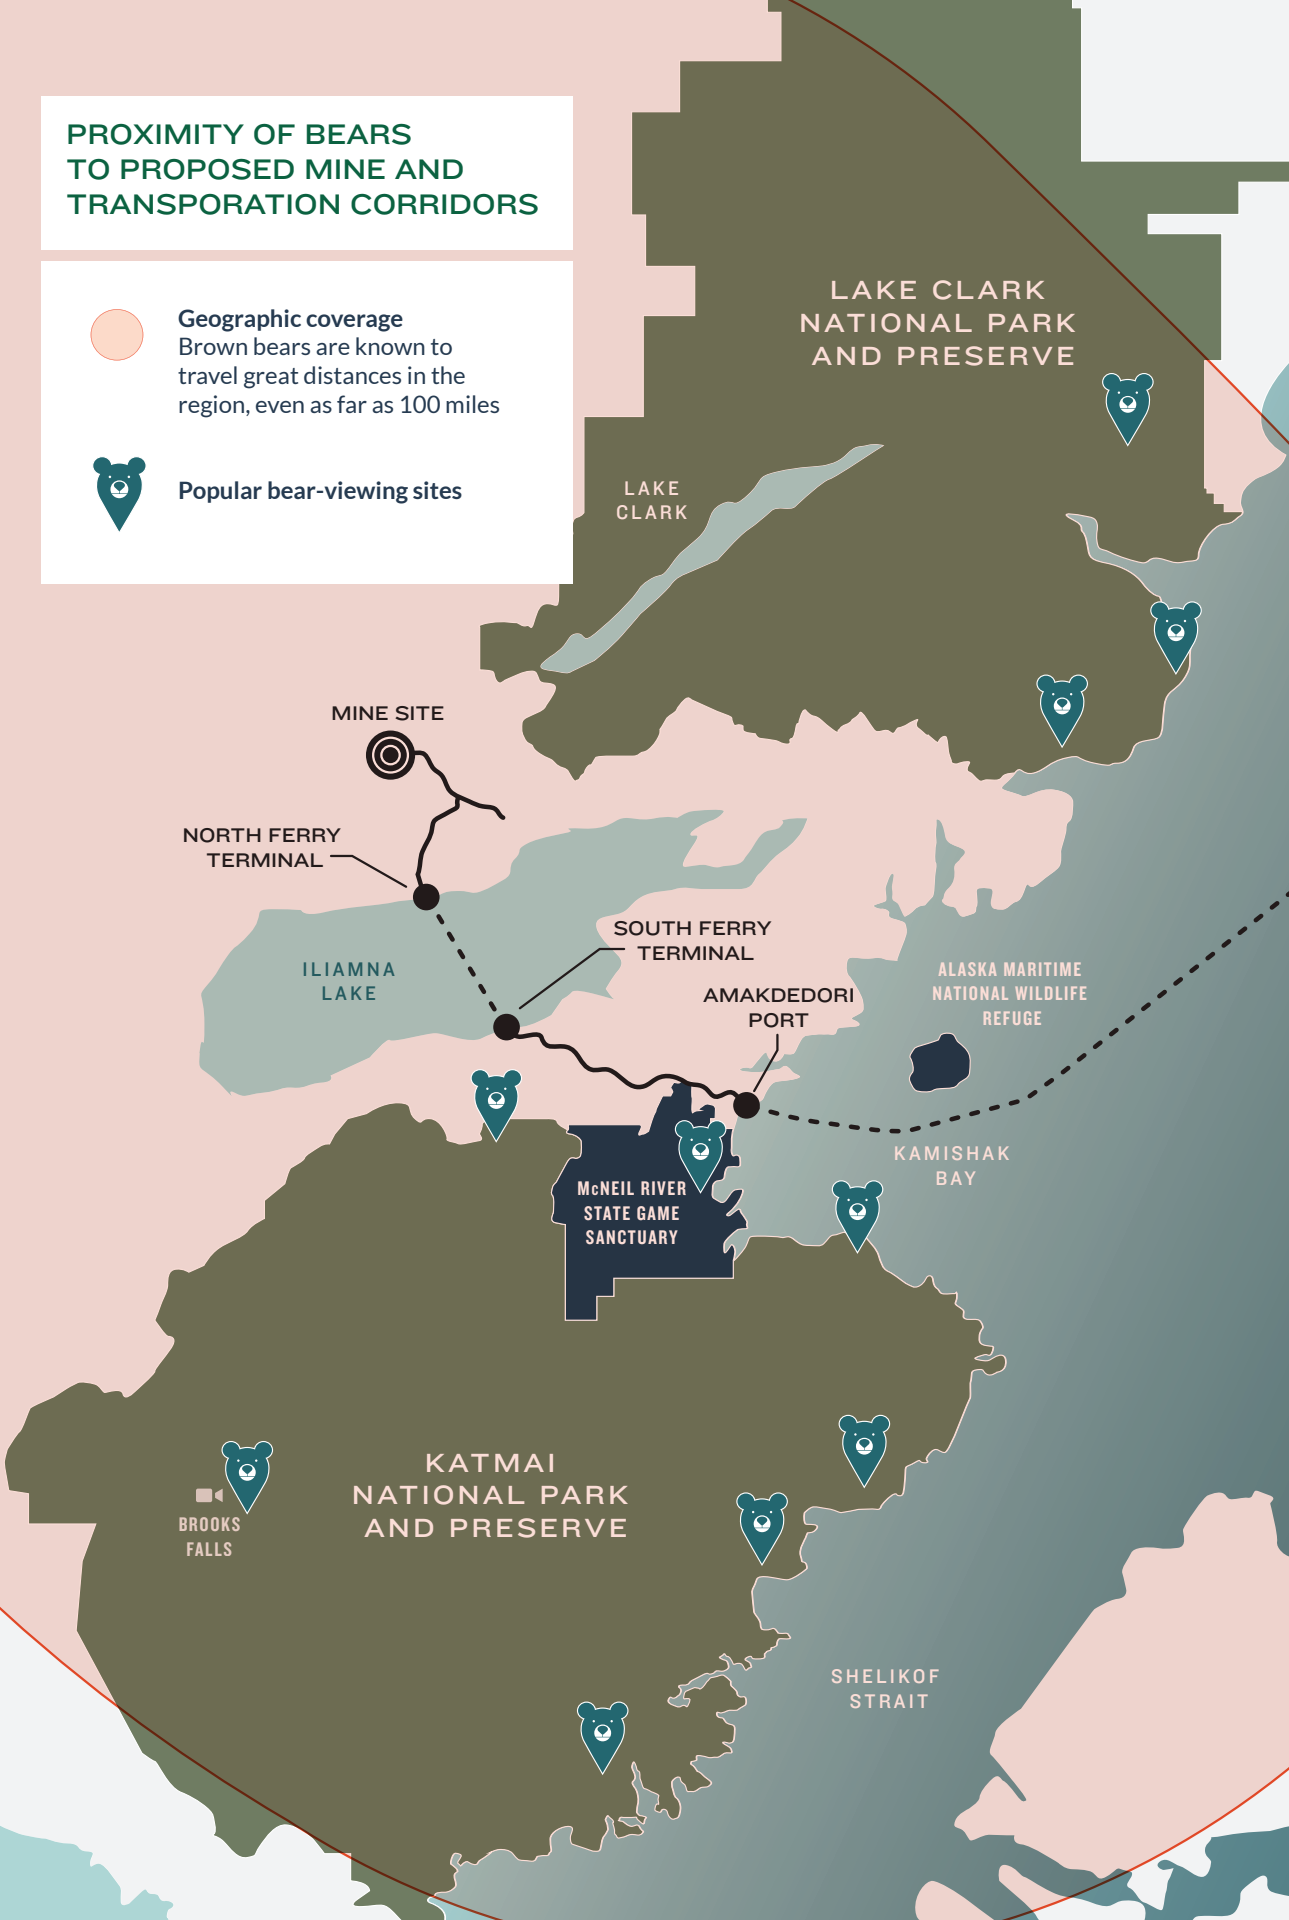 PROXIMITY OF BEARS
TO PROPOSED MINE AND
TRANSPORATION CORRIDORS
Geographic coverage
Brown bears are known to
travel great distances in the
region, even as far as 100 miles
Popular bear-viewing sites
LAKE CLARK
NATIONAL PARK
AND PRESERVE
LAKE
CLARK
MINE SITE
NORTH FERRY
TERMINAL
SOUTH FERRY
TERMINAL
ILIAMNA
LAKE
AMAKDEDORI
PORT
ALASKA MARITIME
NATIONAL WILDLIFE
REFUGE
KAMISHAK
BAY
McNEIL RIVER
STATE GAME
SANCTUARY
KATMAI
NATIONAL PARK
AND PRESERVE
BROOKS
FALLS
SHELIKOF
STRAIT